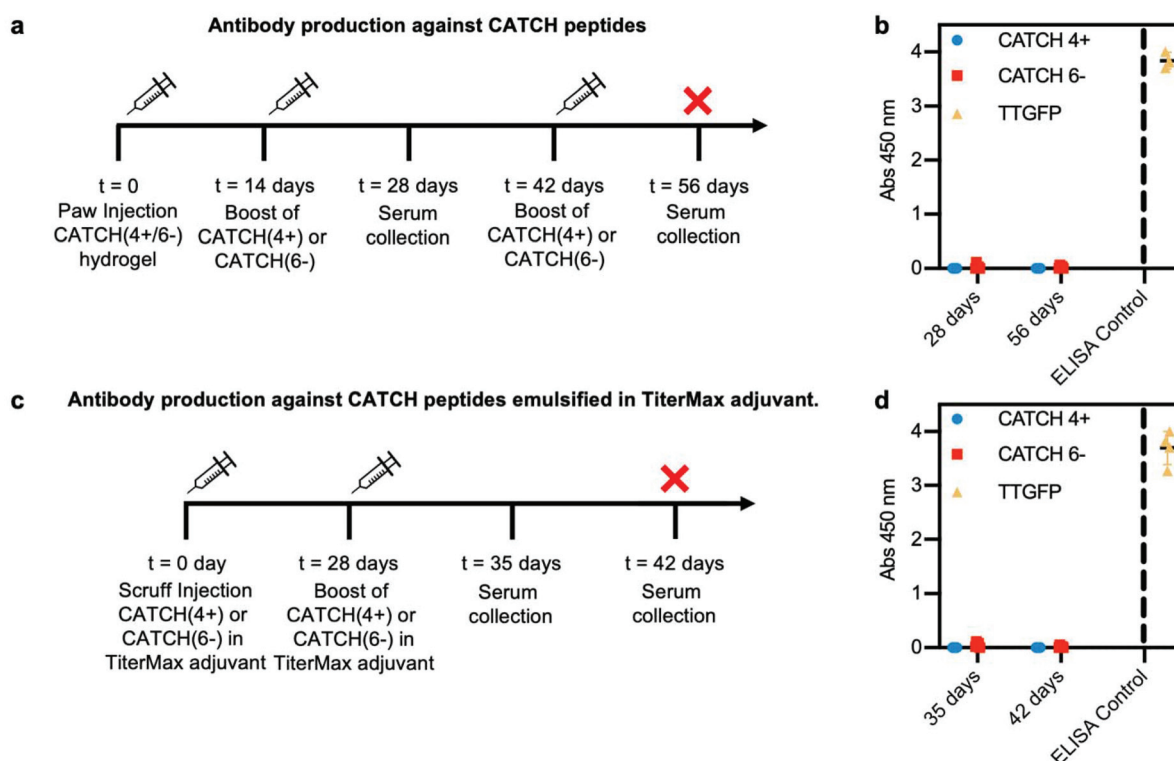 a
Antibody production against CATCH peptides
t = 0
Paw Injection
CATCH(4+/6-)
hydrogel
t = 14 days
Boost of
CATCH(4+) or
CATCH(6-)
t = 28 days
Serum
collection
t = 42 days
Boost of
CATCH(4+) or
CATCH(6-)
t = 56 days
Serum
collection
b
CATCH 4+
CATCH 6-
TTGFP
Abs 450 nm
4
3
2
1
0
28 days
56 days
ELISA Control
c
Antibody production against CATCH peptides emulsified in TiterMax adjuvant.
t = 0 day
Scruff Injection
CATCH(4+) or
CATCH(6-) in
TiterMax adjuvant
t = 28 days
Boost of
CATCH(4+) or
CATCH(6-) in
TiterMax adjuvant
t = 35 days
Serum
collection
t = 42 days
Serum
collection
d
CATCH 4+
CATCH 6-
TTGFP
Abs 450 nm
4
3
2
1
0
35 days
42 days
ELISA Control